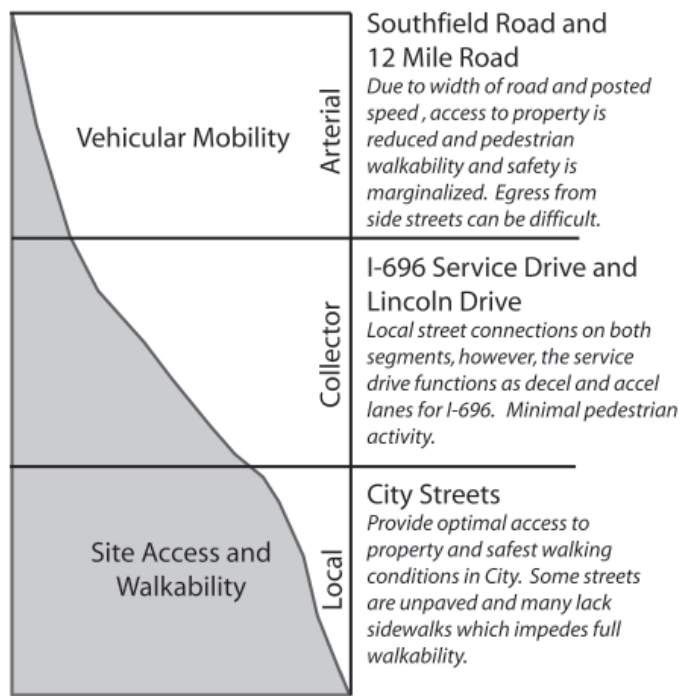 Southfield Road and
12 Mile Road
Due to width of road and posted
speed , access to property is
reduced and pedestrian
walkability and safety is
marginalized. Egress from
side streets can be difficult.
Vehicular Mobility
Arterial
I-696 Service Drive and
Lincoln Drive
Local street connections on both
segments, however, the service
drive functions as decel and accel
lanes for I-696. Minimal pedestrian
activity.
Collector
City Streets
Provide optimal access to
property and safest walking
conditions in City. Some streets
are unpaved and many lack
sidewalks which impedes full
walkability.
Site Access and
Walkability
Local